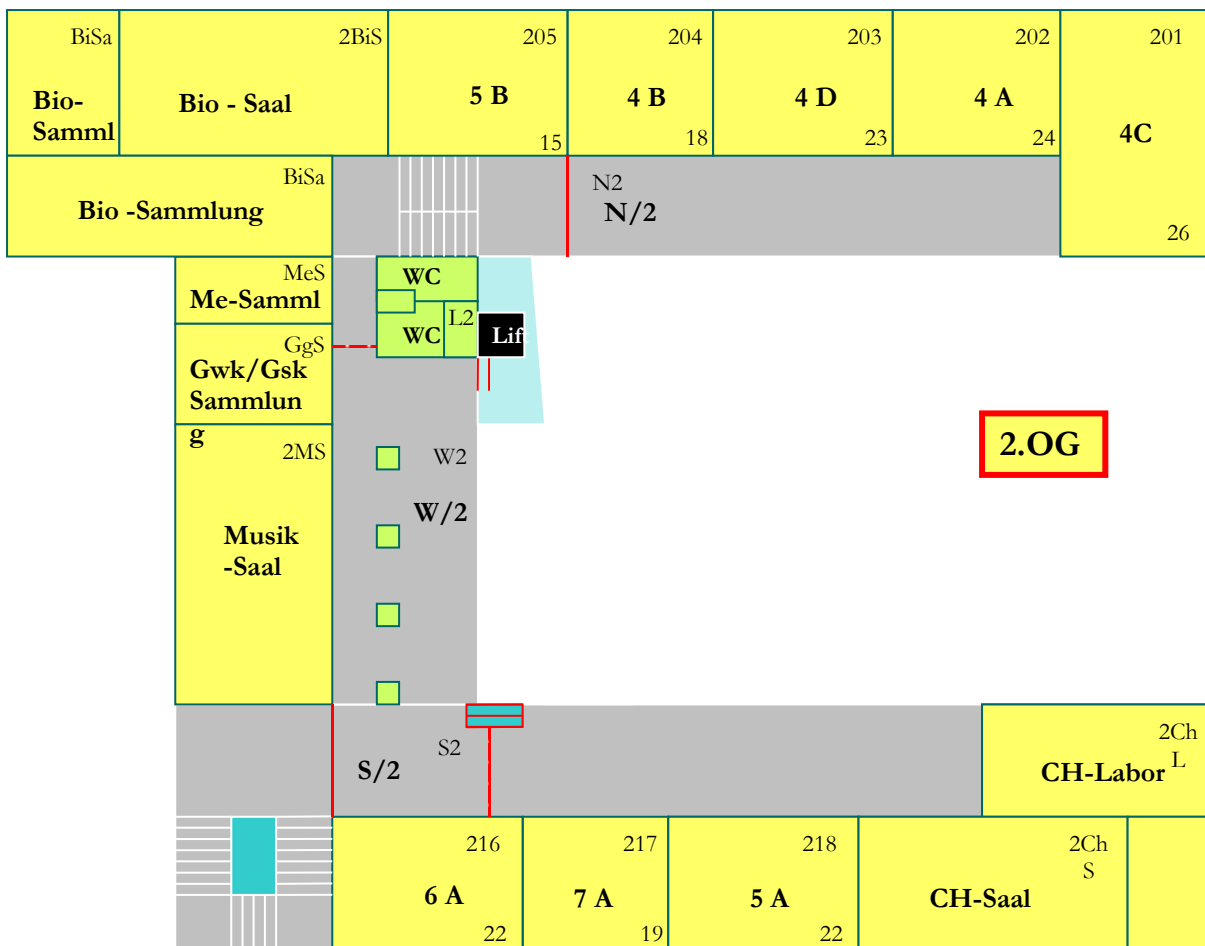 BiSa
Bio-
Samml
2BiS
Bio - Saal
205
5 B
15
204
4 B
18
203
4 D
23
202
4 A
24
201
4C
26
BiSa
Bio -Sammlung
N2
N/2
MeS
Me-Samml
WC
WC
L2
Lif
GgS
Gwk/Gsk
Sammlun
g
2MS
Musik
-Saal
W2
W/2
2.OG
S2
S/2
2Ch
L
CH-Labor
216
6 A
22
217
7 A
19
218
5 A
22
2Ch
S
CH-Saal